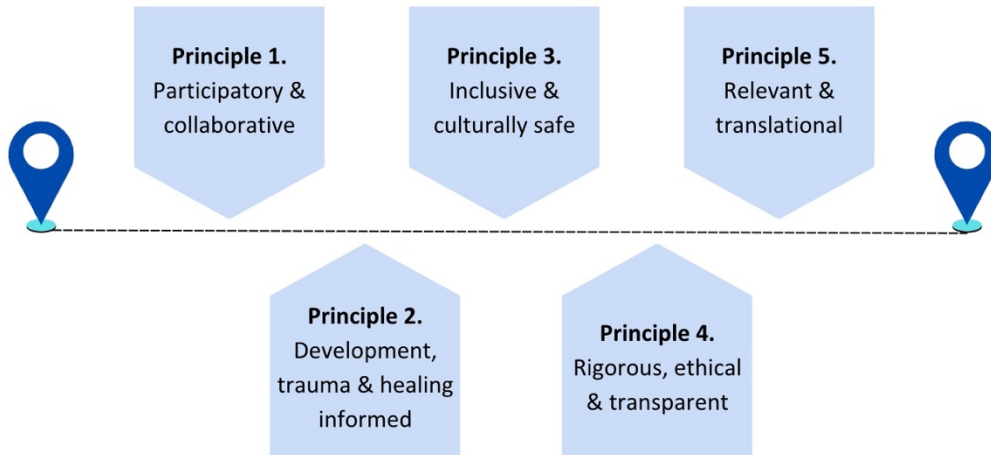 Principle 1.
Participatory &
collaborative
Principle 2.
Development,
trauma & healing
informed
Principle 3.
Inclusive &
culturally safe
Principle 4.
Rigorous, ethical
& transparent
Principle 5.
Relevant &
translational